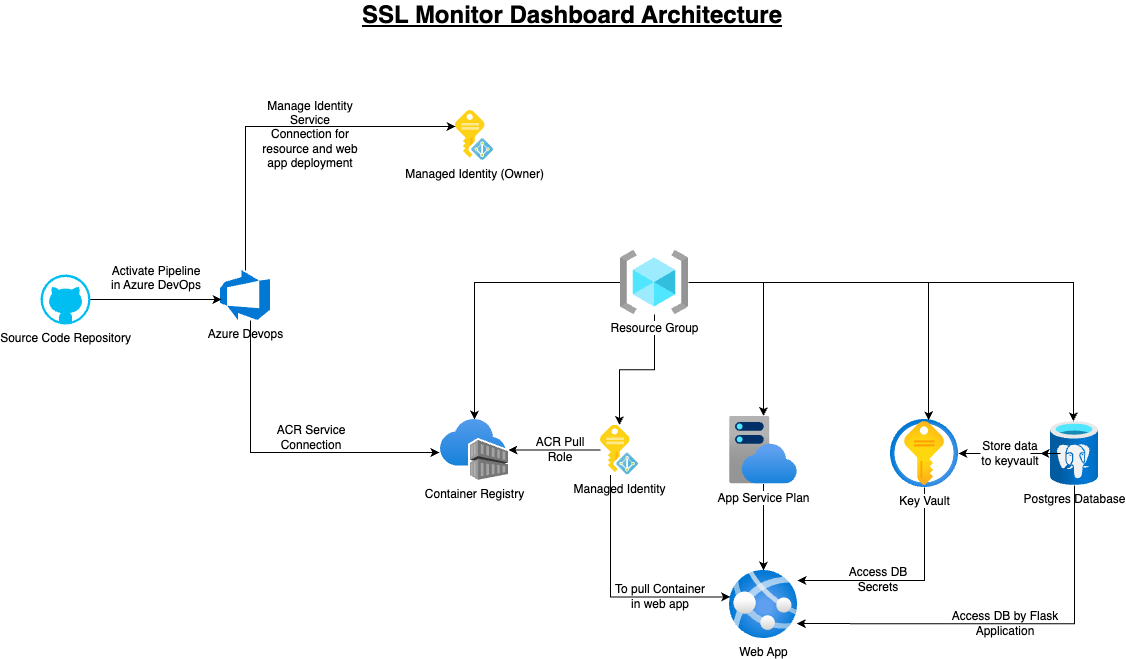 SSL Monitor Dashboard Architecture
Manage Identity
Service
Connection for
resource and web
app deployment
Managed Identity (Owner)
Activate Pipeline
in Azure DevOps
Source Code Repository
Azure Devops
Resource Group
ACR Service
Connection
Container Registry
ACR Pull
Role
Managed Identity
App Service Plan
Key Vault
Store data
to keyvault
Postgres Database
To pull Container
in web app
Access DB
Secrets
Access DB by Flask
Application
Web App